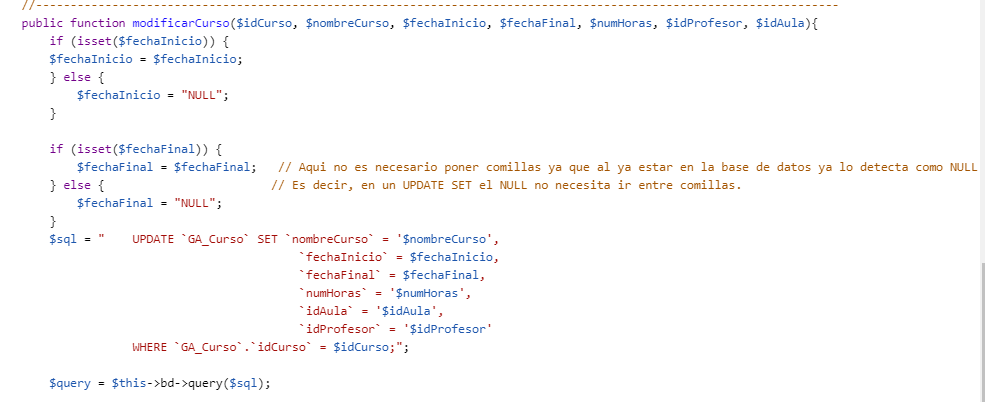 //--------------------------------------------------------------------------------------------------------------------
public function modificarCurso($idCurso, $nombreCurso, $fechaInicio, $fechaFinal, $numHoras, $idProfesor, $idAula){
    if (isset($fechaInicio)) {
    $fechaInicio = $fechaInicio;
    } else {
        $fechaInicio = "NULL";
    }

    if (isset($fechaFinal)) {
        $fechaFinal = $fechaFinal;   // Aqui no es necesario poner comillas ya que al ya estar en la base de datos ya lo detecta como NULL
    } else {                        // Es decir, en un UPDATE SET el NULL no necesita ir entre comillas.
        $fechaFinal = "NULL";
    }
    $sql = "    UPDATE `GA_Curso` SET `nombreCurso` = '$nombreCurso',
                                    `fechaInicio` = $fechaInicio,
                                    `fechaFinal` = $fechaFinal,
                                    `numHoras` = '$numHoras',
                                    `idAula` = '$idAula',
                                    `idProfesor` = '$idProfesor'
            WHERE `GA_Curso`.`idCurso` = $idCurso;";

    $query = $this->bd->query($sql);